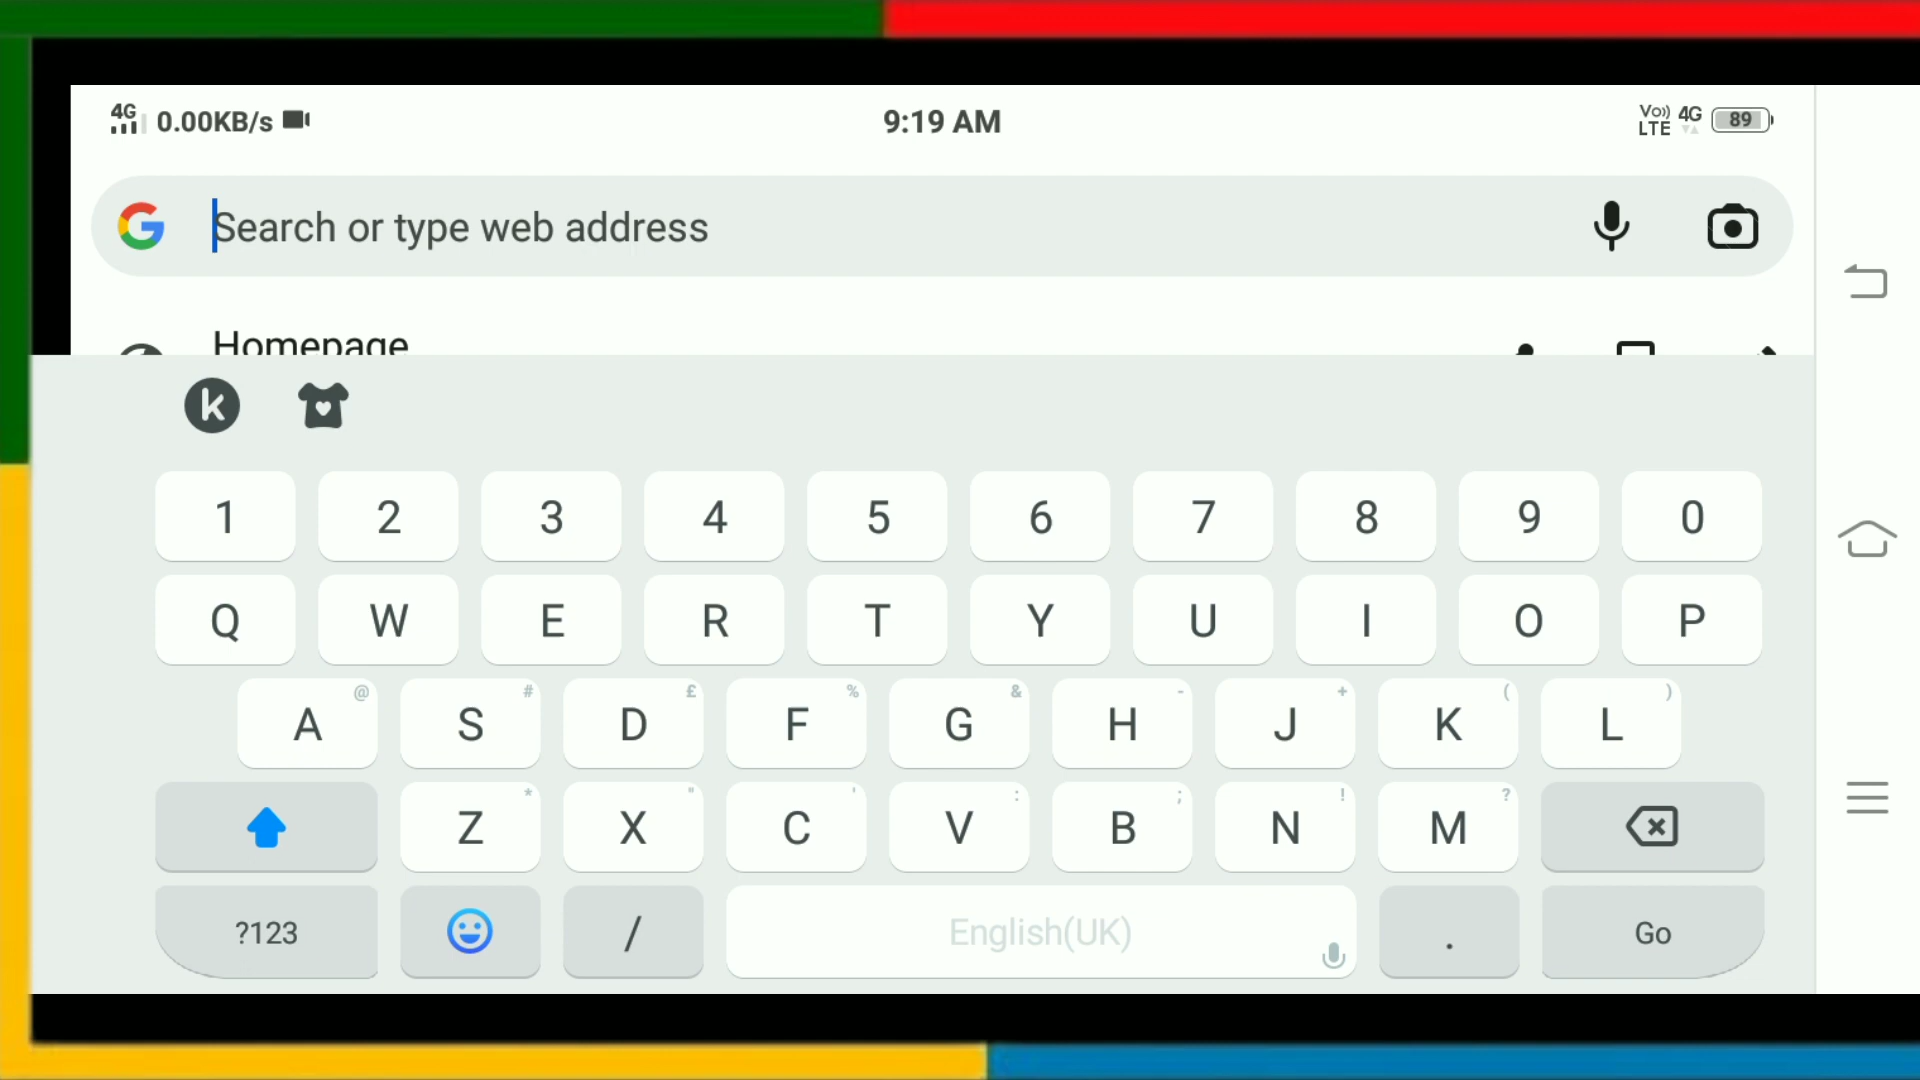 4G 0.00KB/s 9:19 AM Vo)) LTE 4G 89
Search or type web address
Homepage
k
1 2 3 4 5 6 7 8 9 0
Q W E R T Y U I O P
A @ S # D £ F % G & H - J + K ( L )
Z * X " C ' V : B ; N ! M ?
?123 / English(UK) . Go